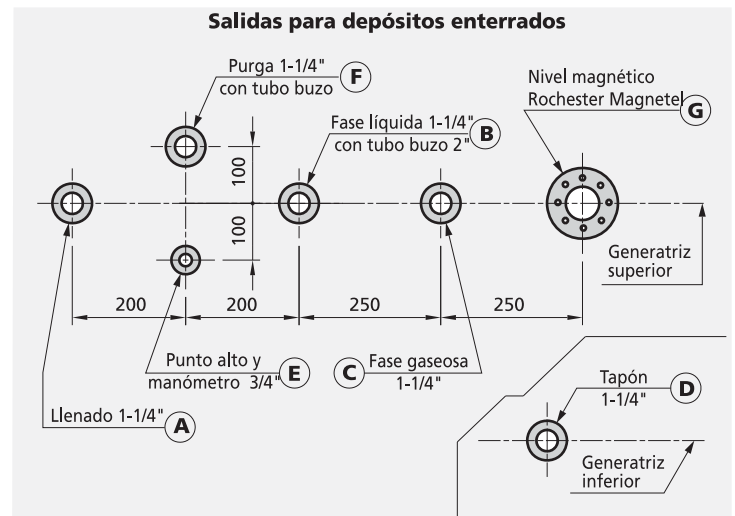 Salidas para depósitos enterrados
Purga 1-1/4"
con tubo buzo
F
Fase líquida 1-1/4"
con tubo buzo 2"
B
Nivel magnético
Rochester Magnetel
G
100
100
Generatriz
superior
200
200
250
250
Punto alto y
manómetro 3/4"
E
C
Fase gaseosa
1-1/4"
Llenado 1-1/4"
A
Tapón
1-1/4"
D
Generatriz
inferior